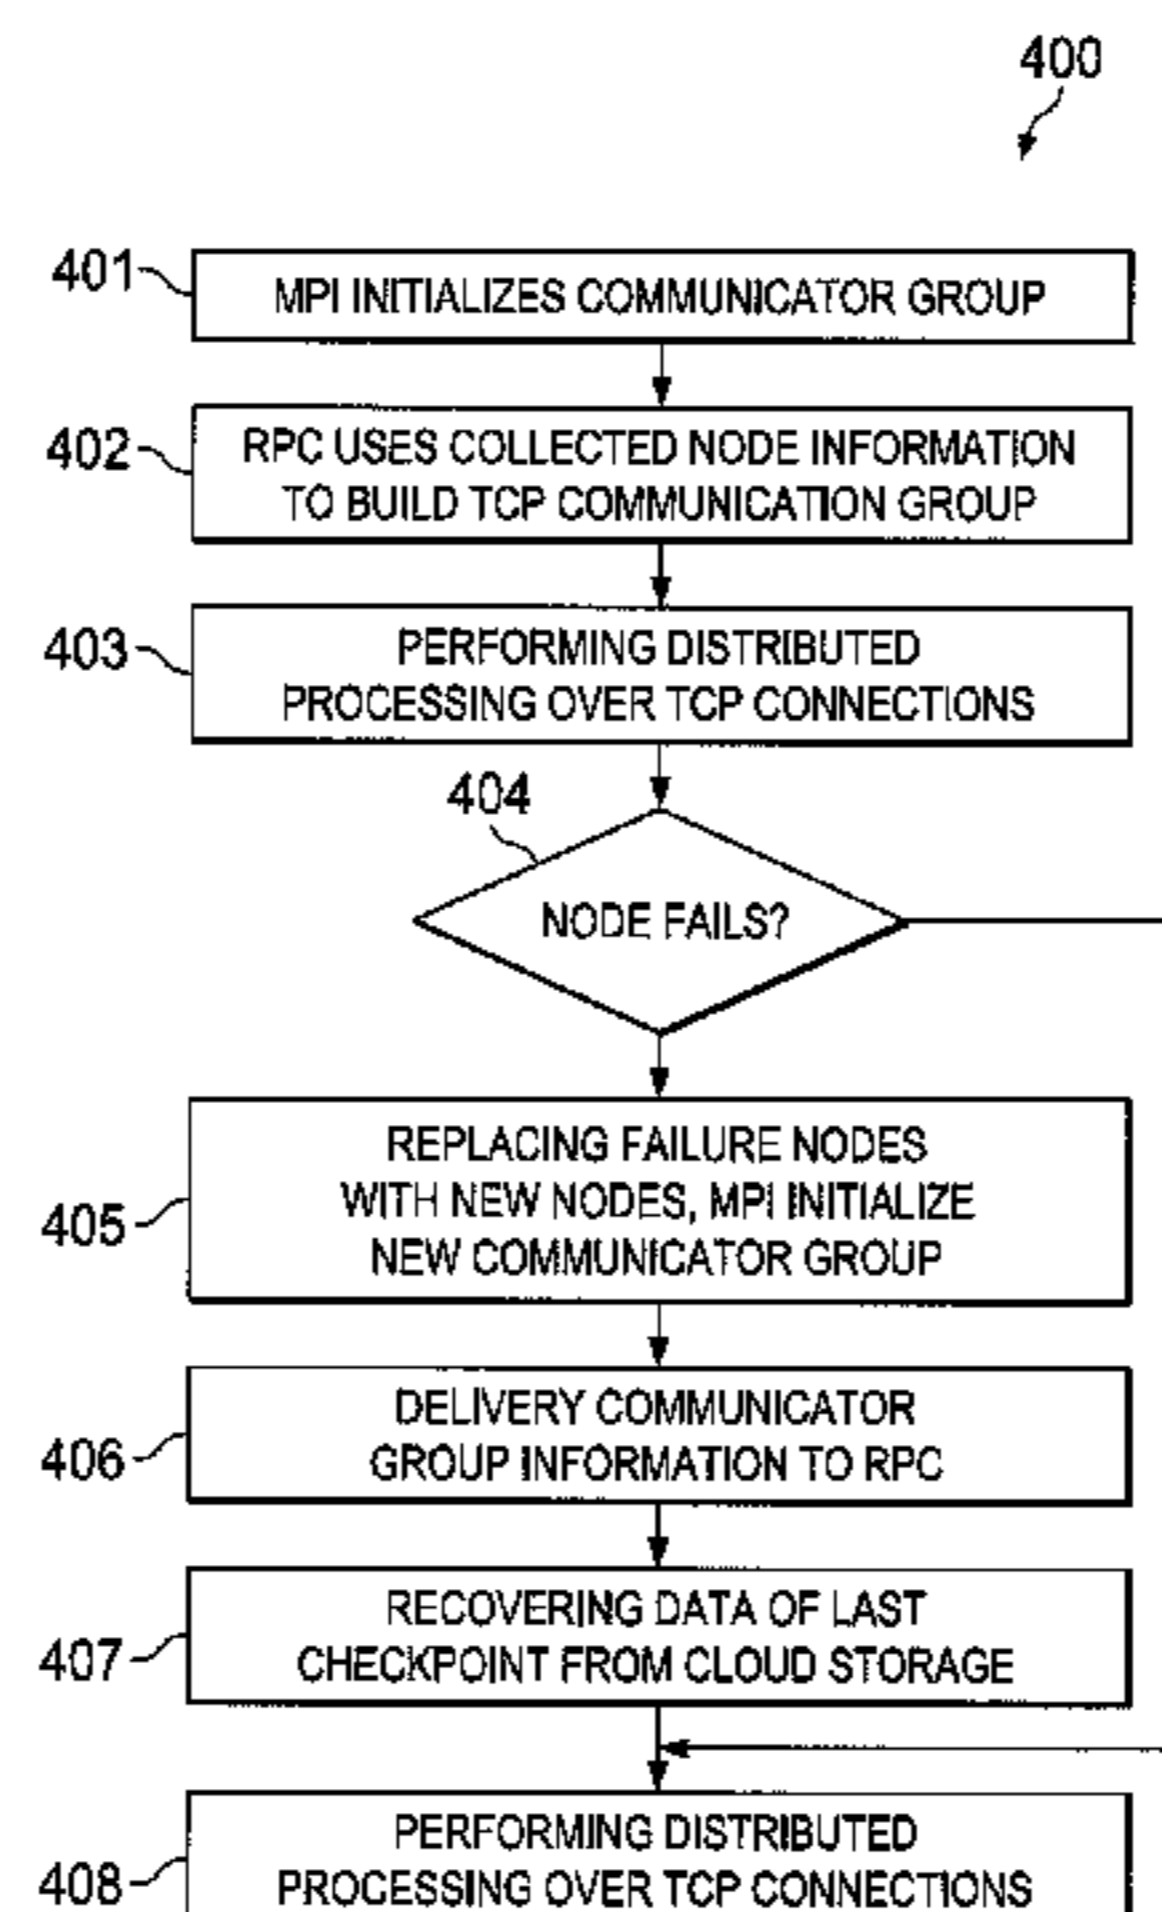 400
401
MPI INITIALIZES COMMUNICATOR GROUP
402
RPC USES COLLECTED NODE INFORMATION
TO BUILD TCP COMMUNICATION GROUP
403
PERFORMING DISTRIBUTED
PROCESSING OVER TCP CONNECTIONS
404
NODE FAILS?
405
REPLACING FAILURE NODES
WITH NEW NODES, MPI INITIALIZE
NEW COMMUNICATOR GROUP
406
DELIVERY COMMUNICATOR
GROUP INFORMATION TO RPC
407
RECOVERING DATA OF LAST
CHECKPOINT FROM CLOUD STORAGE
408
PERFORMING DISTRIBUTED
PROCESSING OVER TCP CONNECTIONS